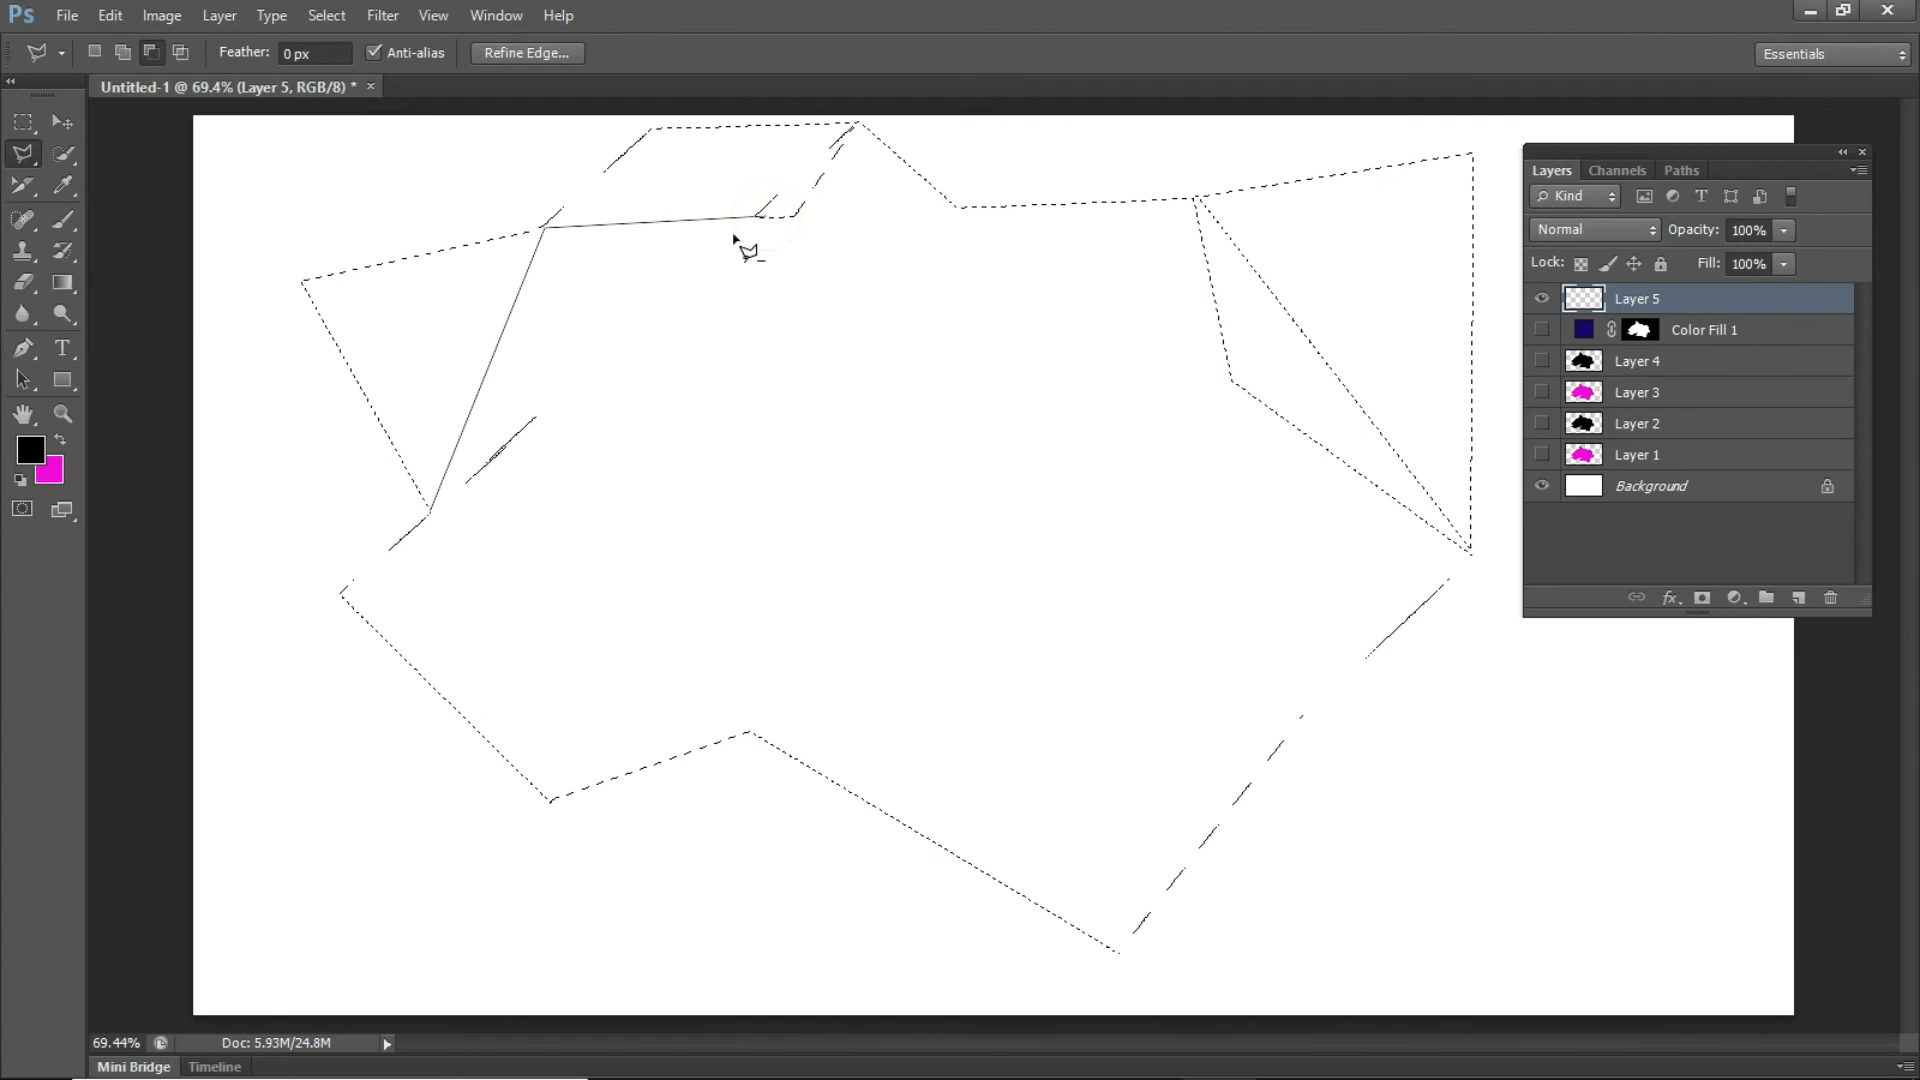 Ps File Edit Image Layer Type Select Filter View Window Help
Feather: 0 px Anti-alias Refine Edge... Essentials
Untitled-1 @ 69.4% (Layer 5, RGB/8) * ×
Layers Channels Paths
Kind
Normal Opacity: 100%
Lock: Fill: 100%
Layer 5
Color Fill 1
Layer 4
Layer 3
Layer 2
Layer 1
Background
T
69.44% Doc: 5.93M/24.8M
Mini Bridge Timeline